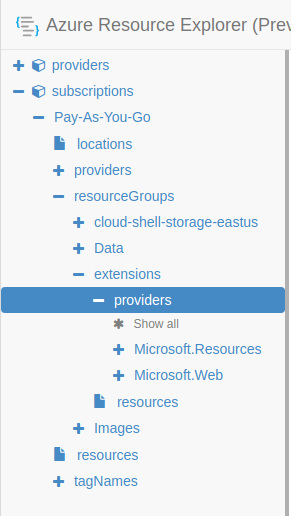 Azure Resource Explorer (Prev
providers
subscriptions
Pay-As-You-Go
locations
providers
resourceGroups
cloud-shell-storage-eastus
Data
extensions
providers
Show all
Microsoft.Resources
Microsoft.Web
resources
Images
resources
tagNames